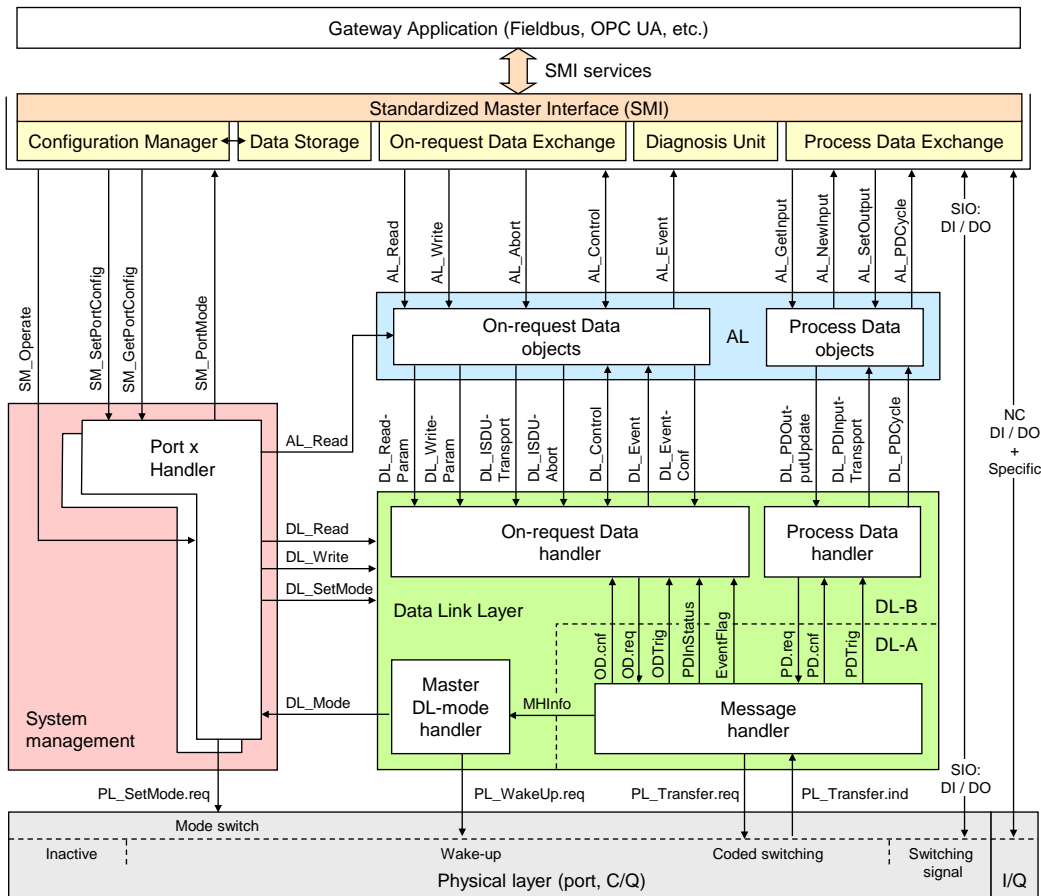 Gateway Application (Fieldbus, OPC UA, etc.)
SMI services
Standardized Master Interface (SMI)
Configuration Manager
Data Storage
On-request Data Exchange
Diagnosis Unit
Process Data Exchange
SM_Operate
SM_SetPortConfig
SM_GetPortConfig
SM_PortMode
AL_Read
AL_Write
AL_Abort
AL_Control
AL_Event
AL_GetInput
AL_NewInput
AL_SetOutput
AL_PDCycle
SIO:
DI / DO
On-request Data
objects
AL
Process Data
objects
AL_Read
Port x
Handler
DL_Read-
Param
DL_Write-
Param
DL_ISDU-
Transport
DL_ISDU-
Abort
DL_Control
DL_Event
DL_Event-
Conf
DL_PDOut-
putUpdate
DL_PDInput-
Transport
DL_PDCycle
NC
DI / DO
+
Specific
DL_Read
DL_Write
DL_SetMode
On-request Data
handler
Process Data
handler
Data Link Layer
DL-B
DL-A
OD.cnf
OD.req
ODTrig
PDInStatus
EventFlag
PD.req
PD.cnf
PDTrig
DL_Mode
Master
DL-mode
handler
MHInfo
Message
handler
System
management
PL_SetMode.req
PL_WakeUp.req
PL_Transfer.req
PL_Transfer.ind
SIO:
DI / DO
Mode switch
Inactive
Wake-up
Coded switching
Switching
signal
Physical layer (port, C/Q)
I/Q